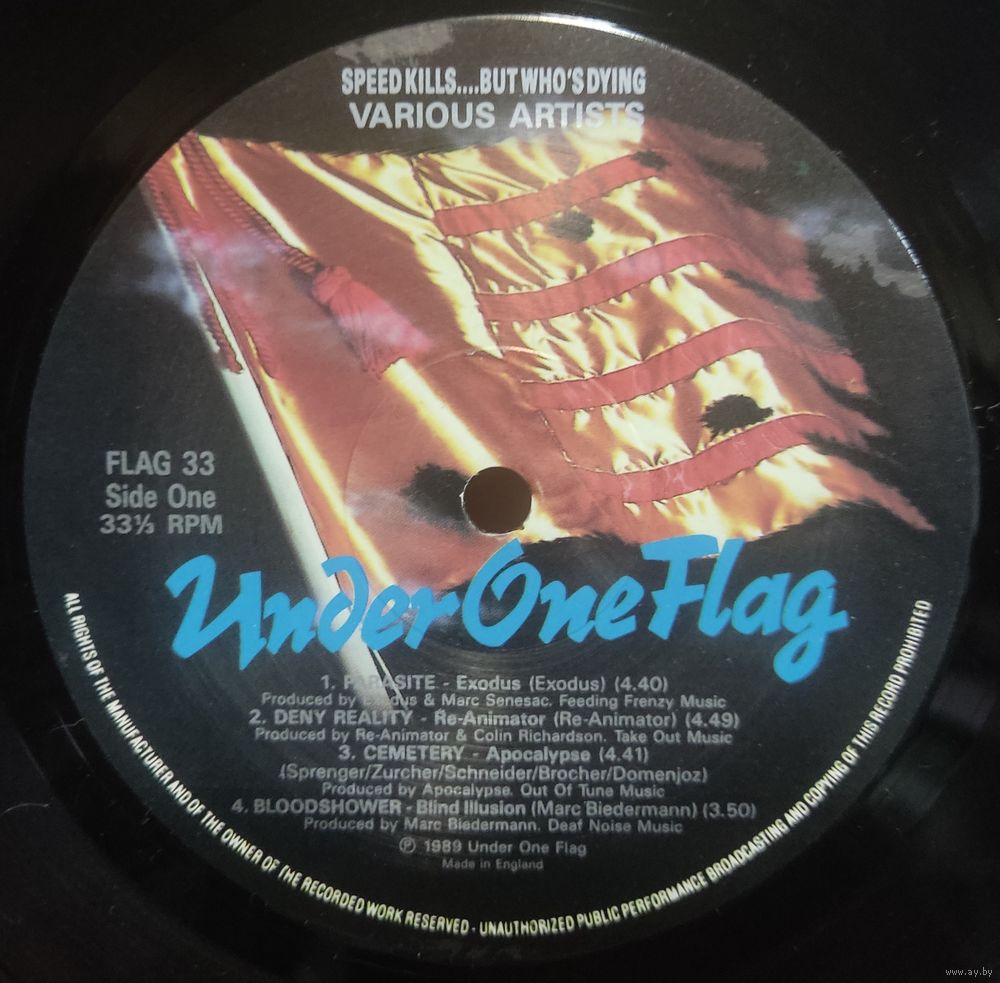 SPEED KILLS....BUT WHO'S DYING
VARIOUS ARTISTS
FLAG 33
Side One
33⅓ RPM
Under One Flag
1. PARASITE - Exodus (Exodus) (4.40)
Produced by Exodus & Marc Senesac. Feeding Frenzy Music
2. DENY REALITY - Re-Animator (Re-Animator) (4.49)
Produced by Re-Animator & Colin Richardson. Take Out Music
3. CEMETERY - Apocalypse (4.41)
(Sprenger/Zurcher/Schneider/Brocher/Domenjoz)
Produced by Apocalypse. Out Of Tune Music
4. BLOODSHOWER - Blind Illusion (Marc Biedermann) (3.50)
Produced by Marc Biedermann. Deaf Noise Music
℗ 1989 Under One Flag
Made in England
ALL RIGHTS OF THE MANUFACTURER AND OF THE OWNER OF THE RECORDED WORK RESERVED - UNAUTHORIZED PUBLIC PERFORMANCE BROADCASTING AND COPYING OF THIS RECORD PROHIBITED
www.ay.by